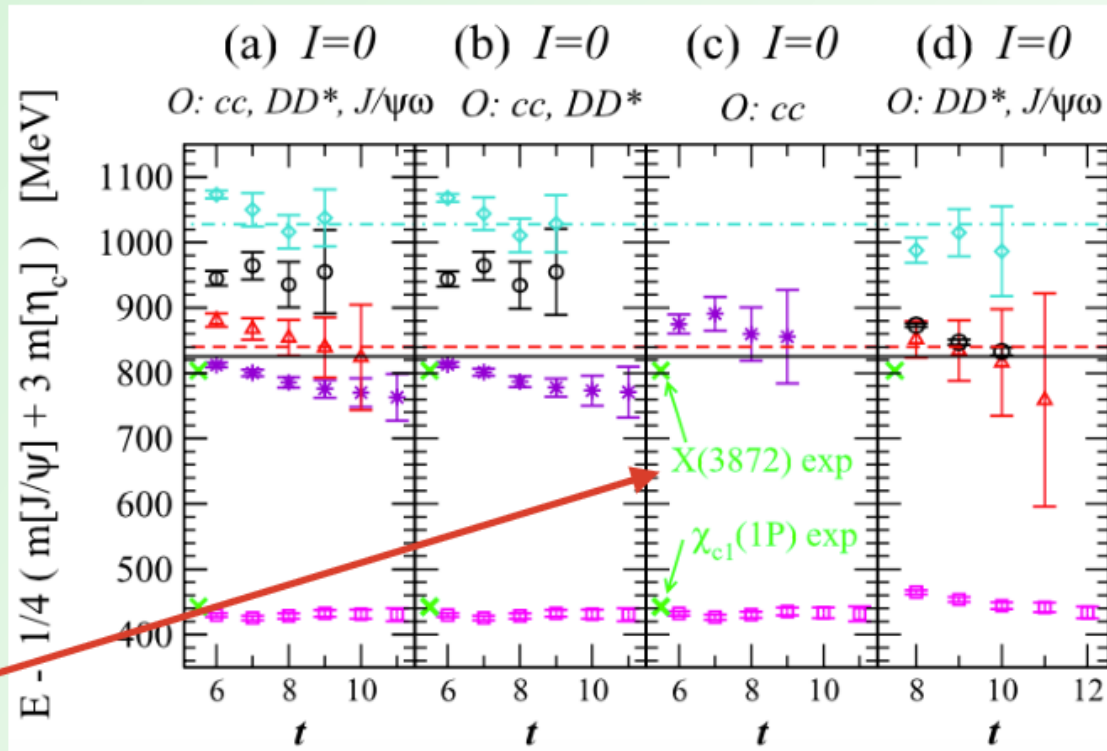 (a) I=0 (b) I=0 (c) I=0 (d) I=0
O: cc, DD*, J/ψω O: cc, DD* O: cc O: DD*, J/ψω
E - 1/4 ( m[J/ψ] + 3 m[η_c] ) [MeV]
1100
1000
900
800
700
600
500
400
X(3872) exp
χ_c1(1P) exp
6 8 10 6 8 10 6 8 10 8 10 12
t t t t